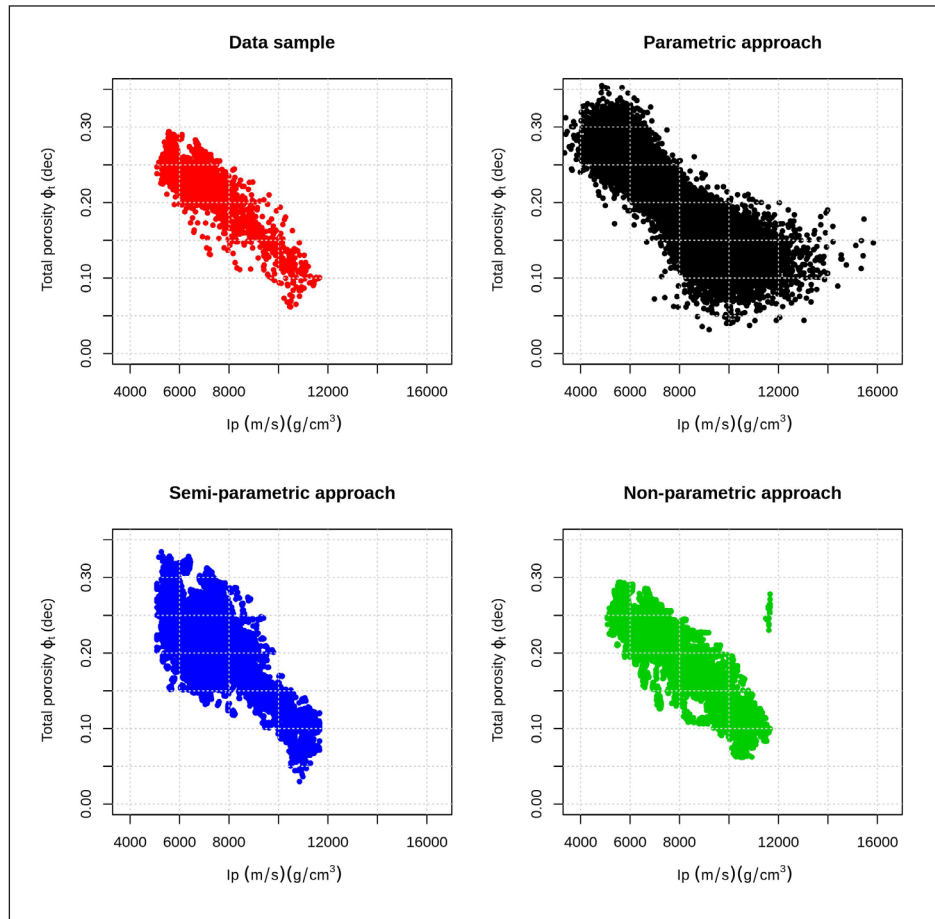 Data sample
Total porosity ϕt (dec)
0.00 0.10 0.20 0.30
4000 6000 8000 12000 16000
Ip (m/s)(g/cm³)
Parametric approach
Total porosity ϕt (dec)
0.00 0.10 0.20 0.30
4000 6000 8000 12000 16000
Ip (m/s)(g/cm³)
Semi-parametric approach
Total porosity ϕt (dec)
0.00 0.10 0.20 0.30
4000 6000 8000 12000 16000
Ip (m/s)(g/cm³)
Non-parametric approach
Total porosity ϕt (dec)
0.00 0.10 0.20 0.30
4000 6000 8000 12000 16000
Ip (m/s)(g/cm³)